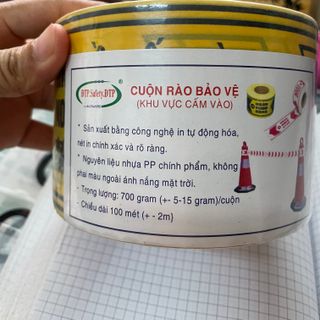 ĐTP Safety.ĐTP
CUỘN RÀO BẢO VỆ
(KHU VỰC CẤM VÀO)
* Sản xuất bằng công nghệ in tự động hóa,
nét in chính xác và rõ ràng.
* Nguyên liệu nhựa PP chính phẩm, không
phai màu ngoài ánh nắng mặt trời.
- Trọng lượng: 700 gram (+- 5-15 gram)/cuộn
- Chiều dài 100 mét (+ - 2m)